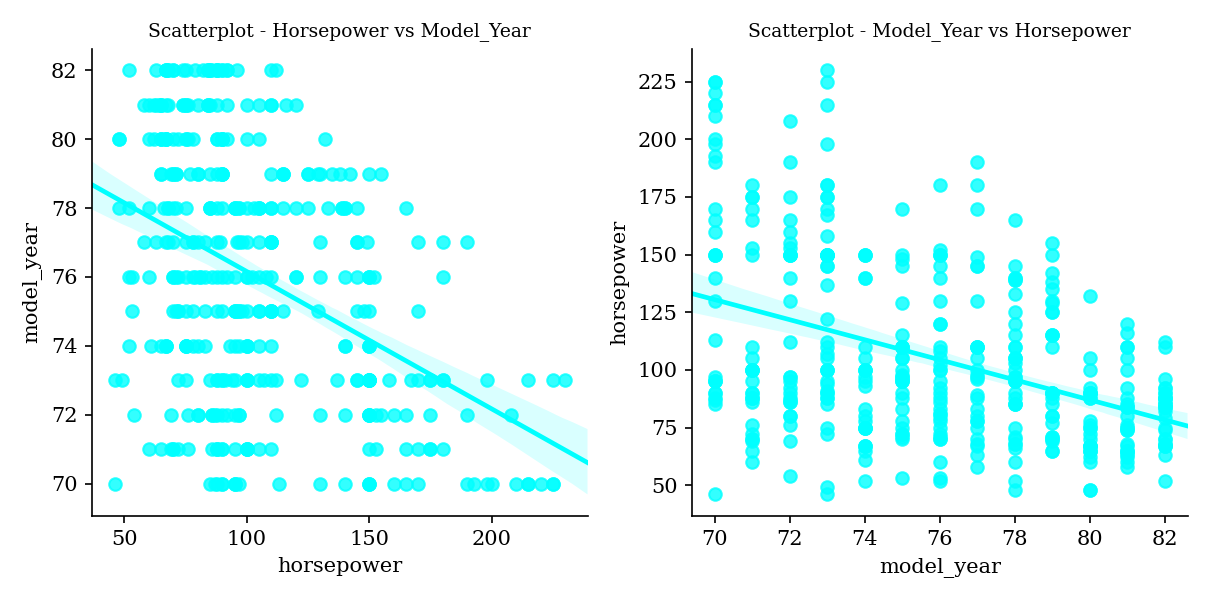 Scatterplot - Horsepower vs Model_Year
82
80
78
76
74
72
70
model_year
50 100 150 200
horsepower
Scatterplot - Model_Year vs Horsepower
225
200
175
150
125
100
75
50
horsepower
70 72 74 76 78 80 82
model_year